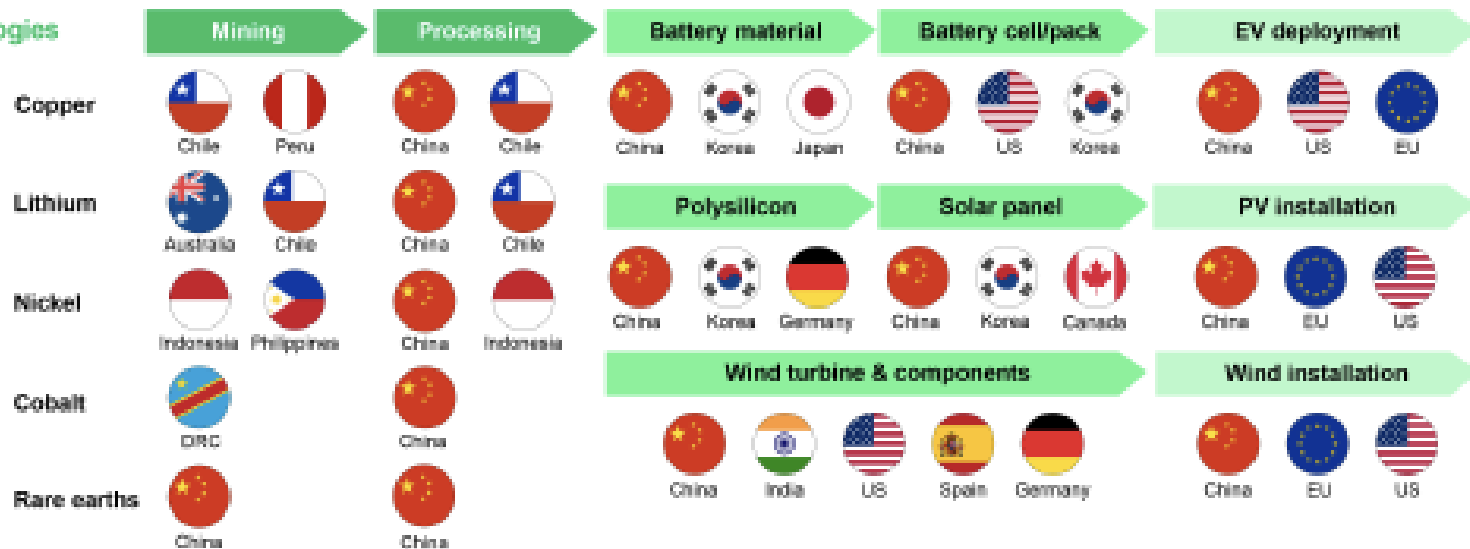 ogies
Mining Processing Battery material Battery cell/pack EV deployment
Copper
Chile Peru China Chile China Korea Japan China US Korea China US EU
Lithium
Polysilicon Solar panel PV installation
Australia Chile China Chile
Nickel
China Korea Germany China Korea Canada China EU US
Indonesia Philippines China Indonesia
Wind turbine & components Wind installation
Cobalt
DRC China
China India US Spain Germany China EU US
Rare earths
China China